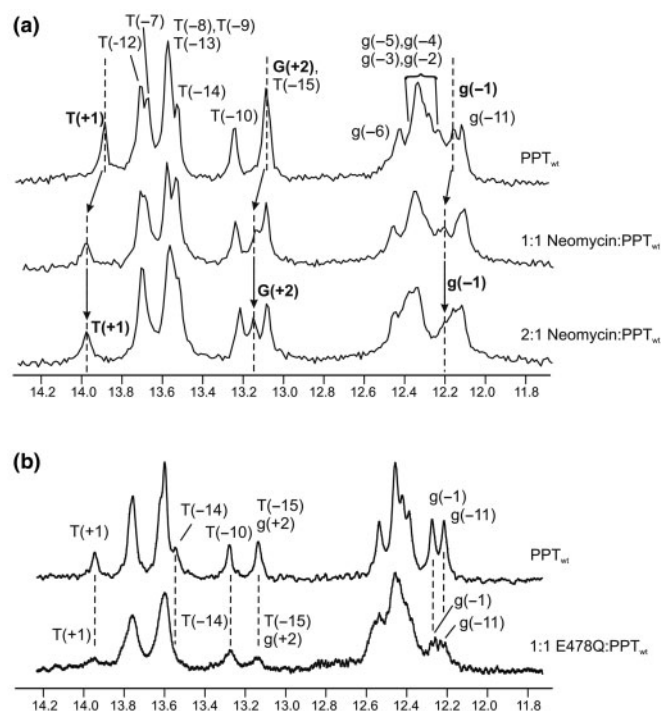 (a)
T(−7)
T(−12)
T(−8),T(−9)
T(−13)
T(−14)
T(+1)
T(−10)
G(+2),
T(−15)
g(−5),g(−4)
g(−3),g(−2)
g(−6)
g(−1)
g(−11)
PPTwt
1:1 Neomycin:PPTwt
T(+1)
G(+2)
g(−1)
2:1 Neomycin:PPTwt
14.2 14.0 13.8 13.6 13.4 13.2 13.0 12.8 12.6 12.4 12.2 12.0 11.8
(b)
T(+1)
T(−14)
T(−10)
T(−15)
g(+2)
g(−1)
g(−11)
PPTwt
T(+1)
T(−14)
T(−15)
g(+2)
g(−1)
g(−11)
1:1 E478Q:PPTwt
14.2 14.0 13.8 13.6 13.4 13.2 13.0 12.8 12.6 12.4 12.2 12.0 11.8